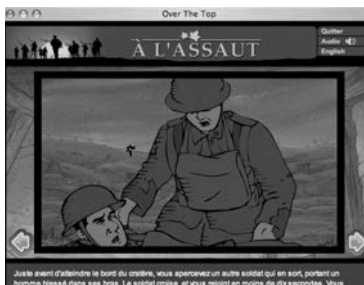 Over The Top
À L'ASSAUT
Quitter
Audio
English
Juste avant d'atteindre le bord du cratère, vous apercevez un autre soldat qui en sort, portant un
homme blessé dans ses bras. Le soldat croise, et vous rejoint en moins de dix secondes. Vous